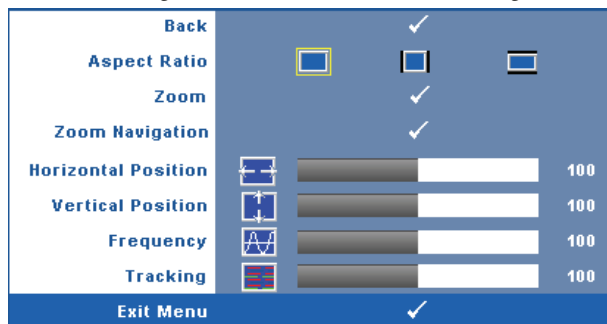 Back
Aspect Ratio
Zoom
Zoom Navigation
Horizontal Position 100
Vertical Position 100
Frequency 100
Tracking 100
Exit Menu